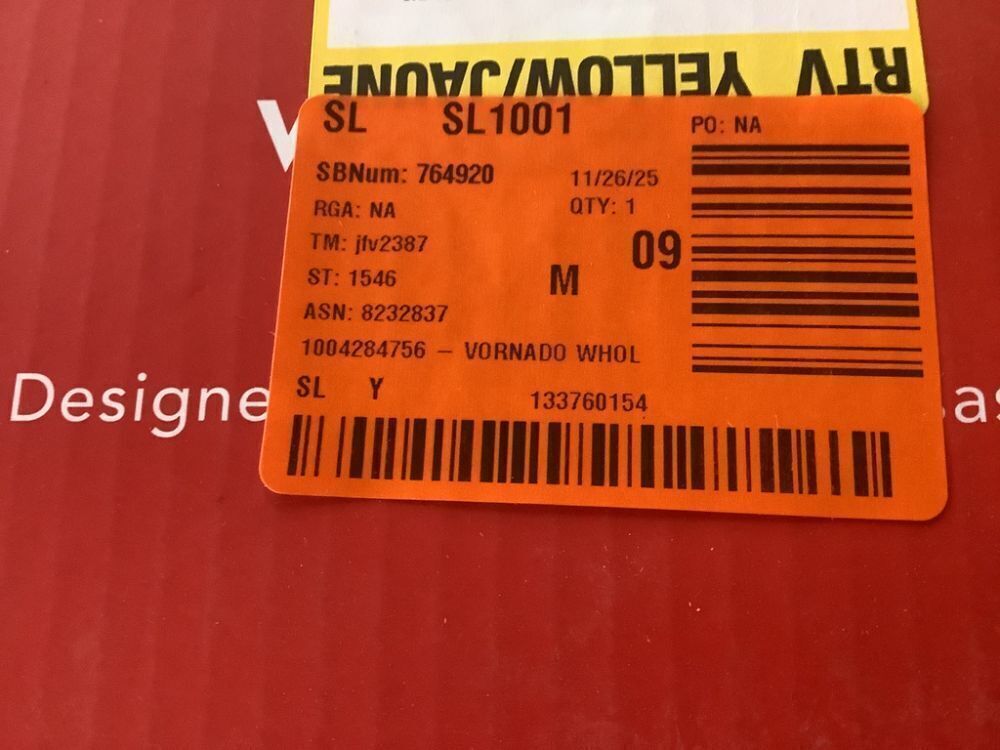 RTV YELLOW/JAUNE
SL SL1001 PO: NA
SBNum: 764920 11/26/25
RGA: NA QTY: 1
TM: jfv2387 09
ST: 1546 M
ASN: 8232837
1004284756 – VORNADO WHOL
SL Y 133760154
Designe